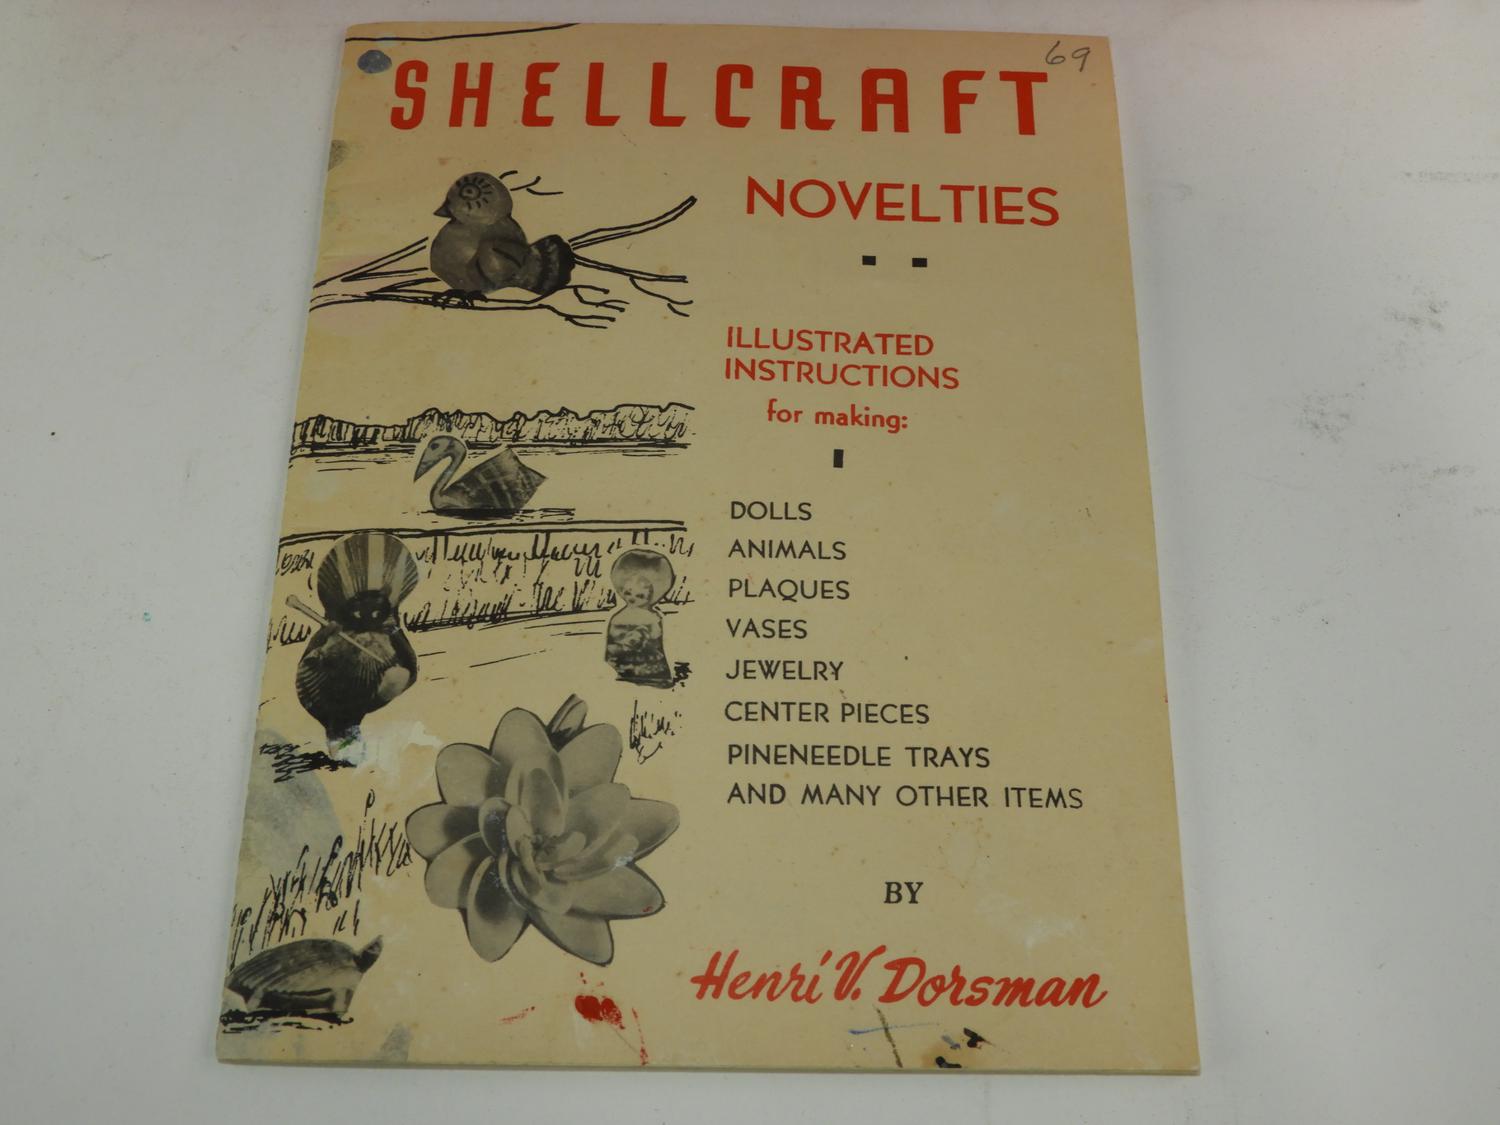 69
SHELLCRAFT
NOVELTIES
ILLUSTRATED
INSTRUCTIONS
for making:
DOLLS
ANIMALS
PLAQUES
VASES
JEWELRY
CENTER PIECES
PINENEEDLE TRAYS
AND MANY OTHER ITEMS
BY
Henri V. Dorsman